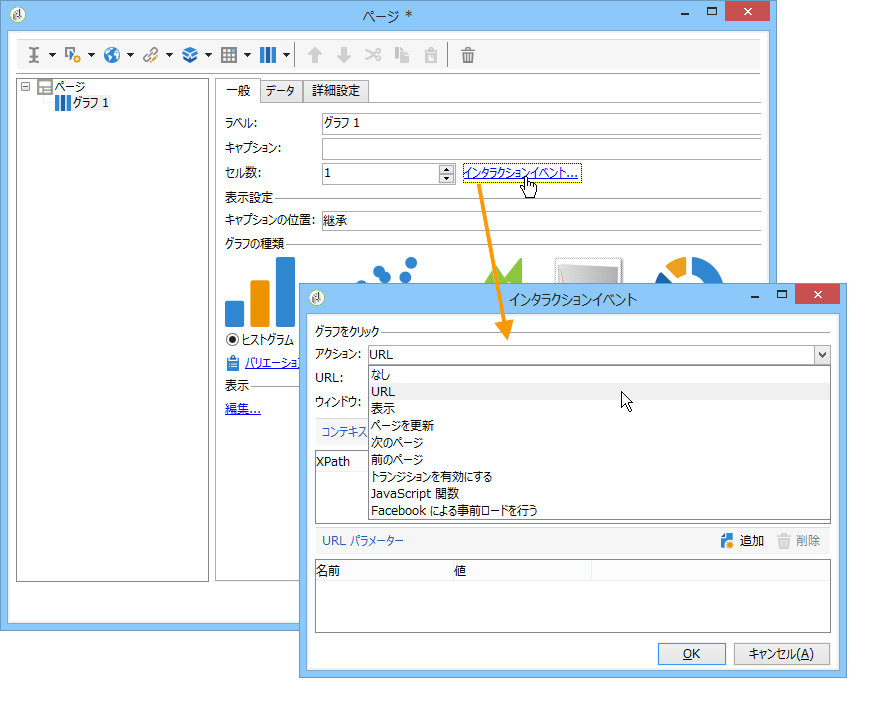 ページ *
ページ
グラフ 1
一般 データ 詳細設定
ラベル: グラフ 1
キャプション:
セル数: 1 インタラクションイベント...
表示設定
キャプションの位置: 継承
グラフの種類
ヒストグラム
バリエーション
表示
編集...
インタラクションイベント
グラフをクリック
アクション: URL
URL:
ウィンドウ:
なし
URL
表示
ページを更新
次のページ
前のページ
トランジションを有効にする
JavaScript 関数
Facebook による事前ロードを行う
コンテキス
XPath
URL パラメーター 追加 削除
名前 値
OK キャンセル(A)